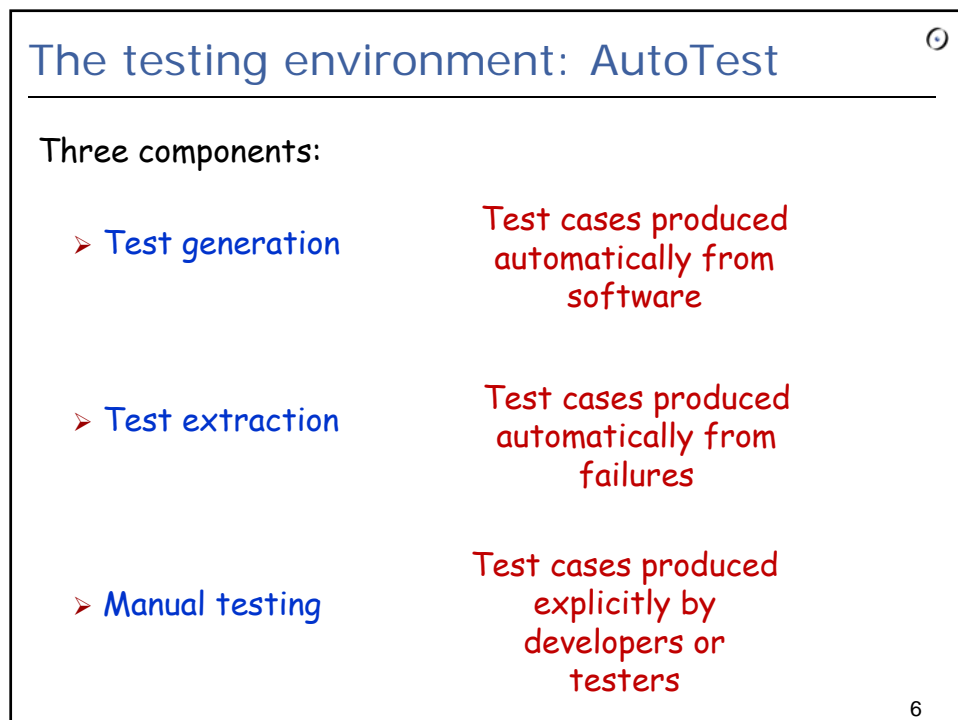 The testing environment: AutoTest
Three components:
➢ Test generation
Test cases produced
automatically from
software
➢ Test extraction
Test cases produced
automatically from
failures
➢ Manual testing
Test cases produced
explicitly by
developers or
testers
6